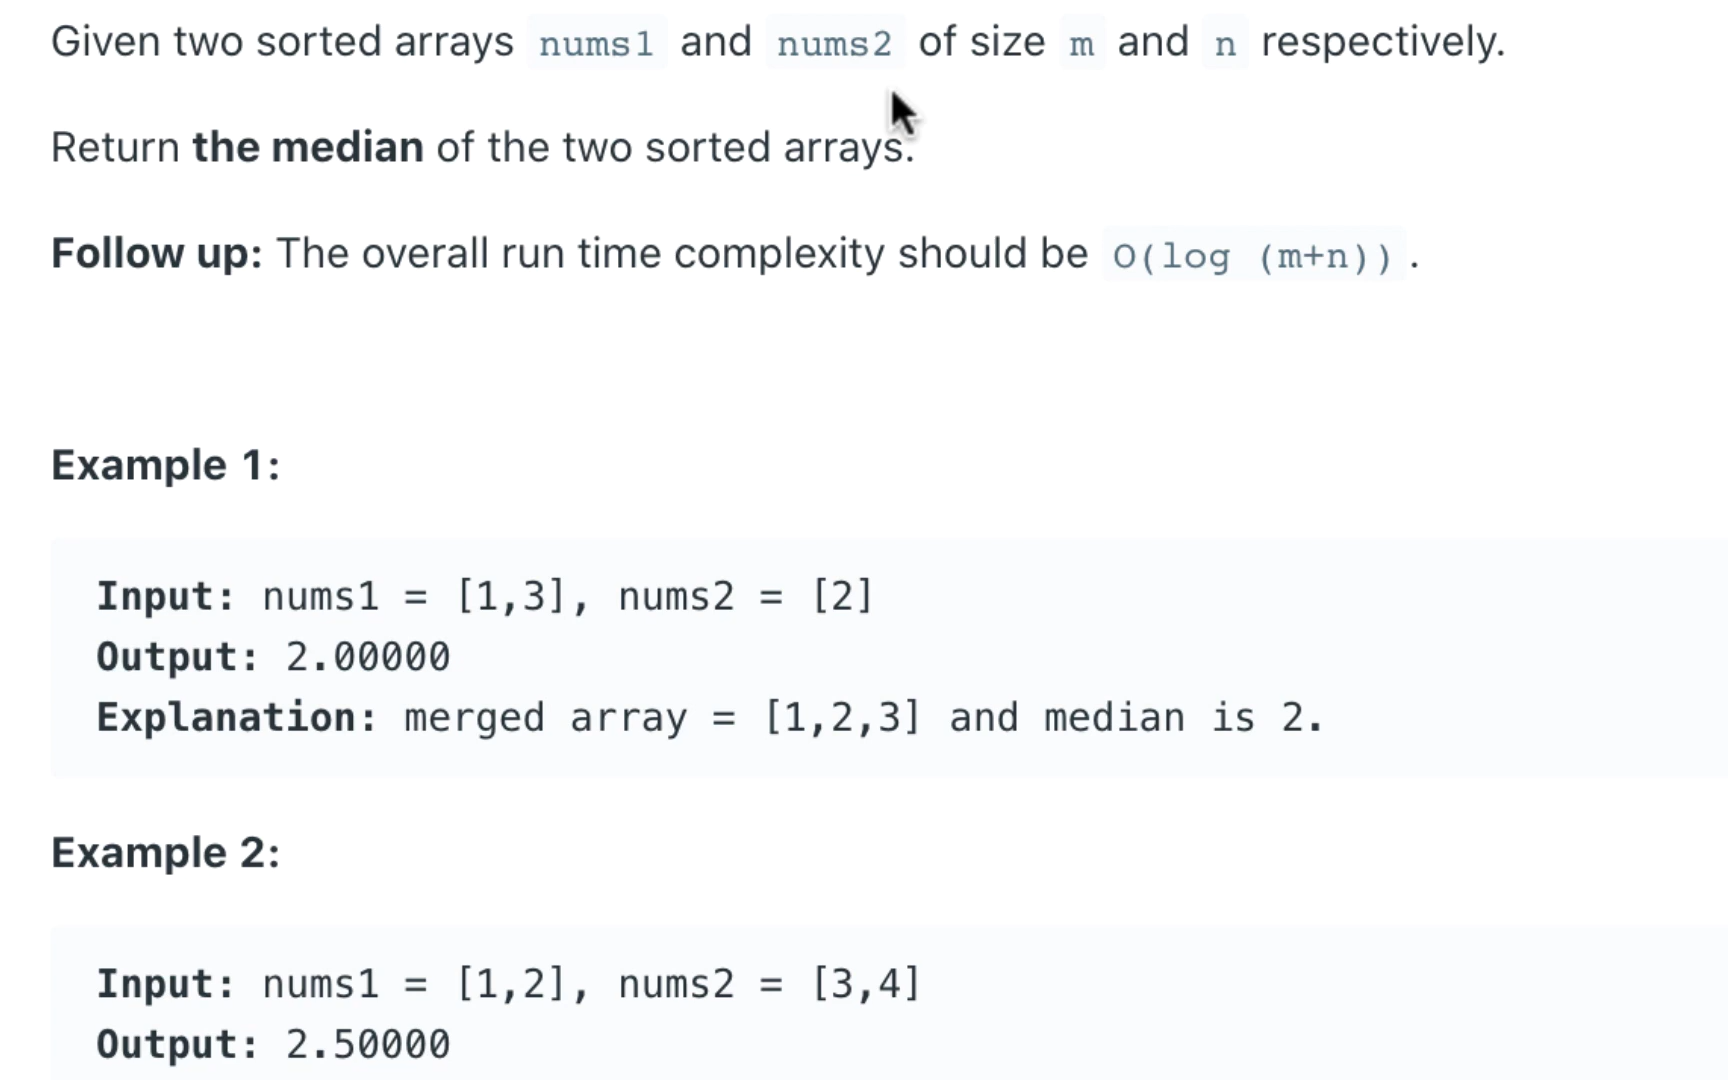 Given two sorted arrays nums1 and nums2 of size m and n respectively.
Return the median of the two sorted arrays.
Follow up: The overall run time complexity should be O(log (m+n)).
Example 1:
Input: nums1 = [1,3], nums2 = [2]
Output: 2.00000
Explanation: merged array = [1,2,3] and median is 2.
Example 2:
Input: nums1 = [1,2], nums2 = [3,4]
Output: 2.50000